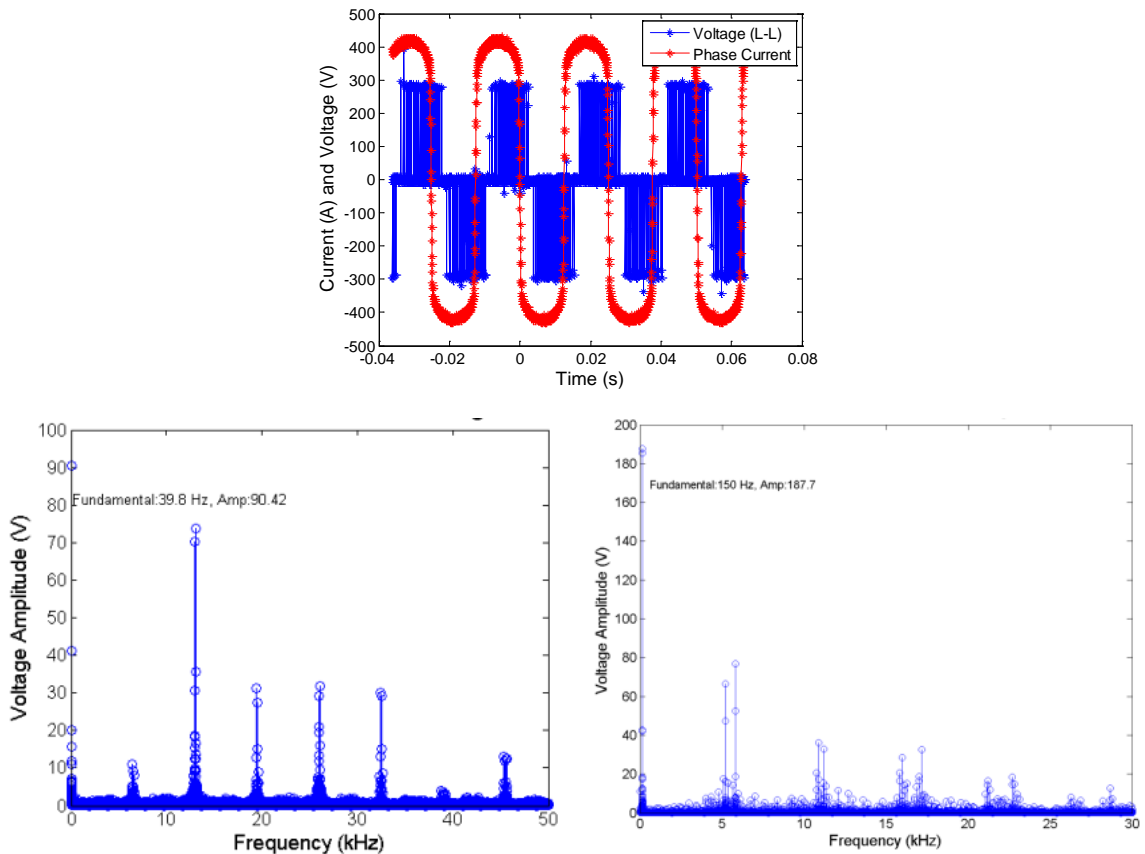 500
400
300
200
100
0
-100
-200
-300
-400
-500
Current (A) and Voltage (V)
Voltage (L-L)
Phase Current
-0.04 -0.02 0 0.02 0.04 0.06 0.08
Time (s)
100
90
80
70
60
50
40
30
20
10
0
Voltage Amplitude (V)
Fundamental:39.8 Hz, Amp:90.42
0 10 20 30 40 50
Frequency (kHz)
200
180
160
140
120
100
80
60
40
20
0
Voltage Amplitude (V)
Fundamental:150 Hz, Amp:187.7
0 5 10 15 20 25 30
Frequency (kHz)